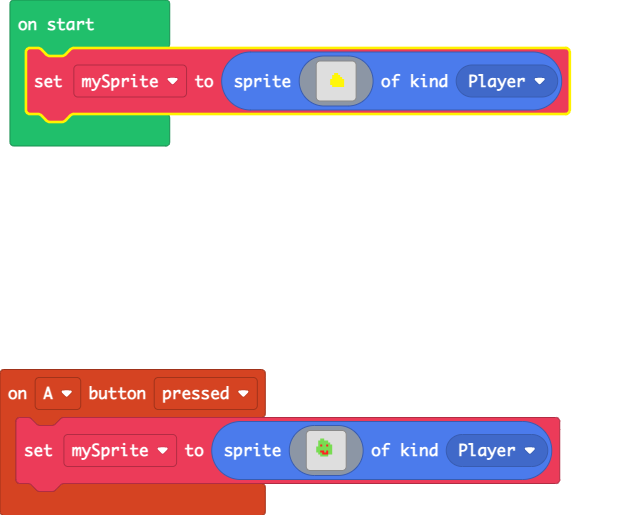 on start
set mySprite to sprite of kind Player
on A button pressed
set mySprite to sprite of kind Player